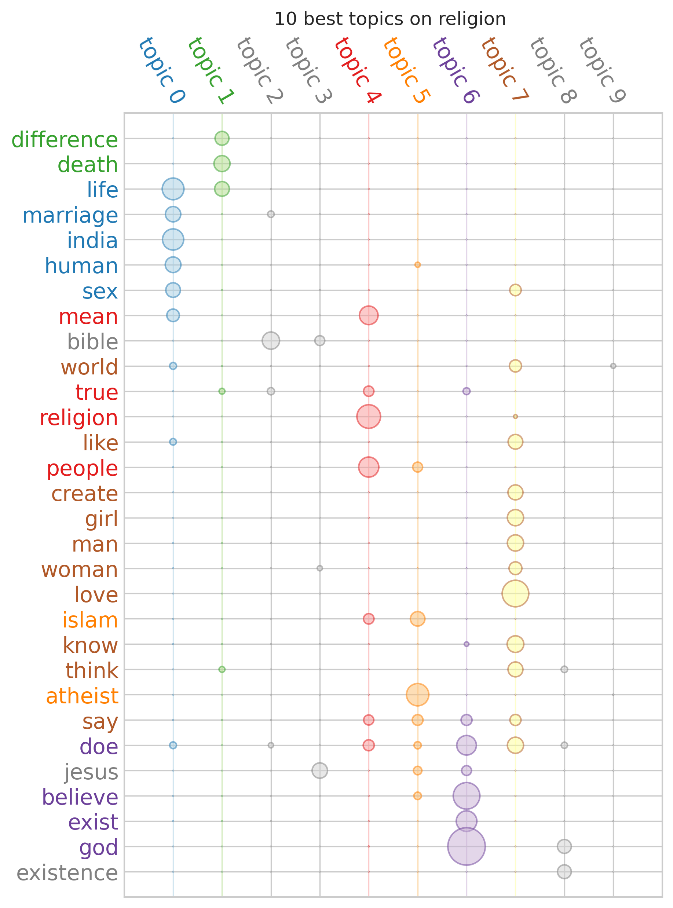 10 best topics on religion
topic 0
topic 1
topic 2
topic 3
topic 4
topic 5
topic 6
topic 7
topic 8
topic 9
difference
death
life
marriage
india
human
sex
mean
bible
world
true
religion
like
people
create
girl
man
woman
love
islam
know
think
atheist
say
doe
jesus
believe
exist
god
existence